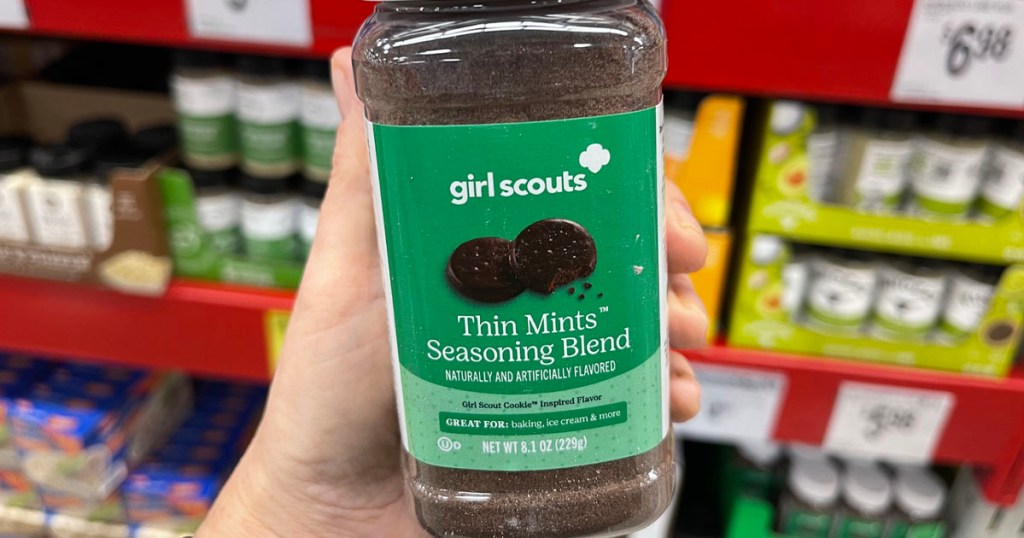 $6.98
girl scouts
Thin Mints™
Seasoning Blend
NATURALLY AND ARTIFICIALLY FLAVORED
Girl Scout Cookie™ Inspired Flavor
GREAT FOR: baking, ice cream & more
U D NET WT 8.1 OZ (229g)